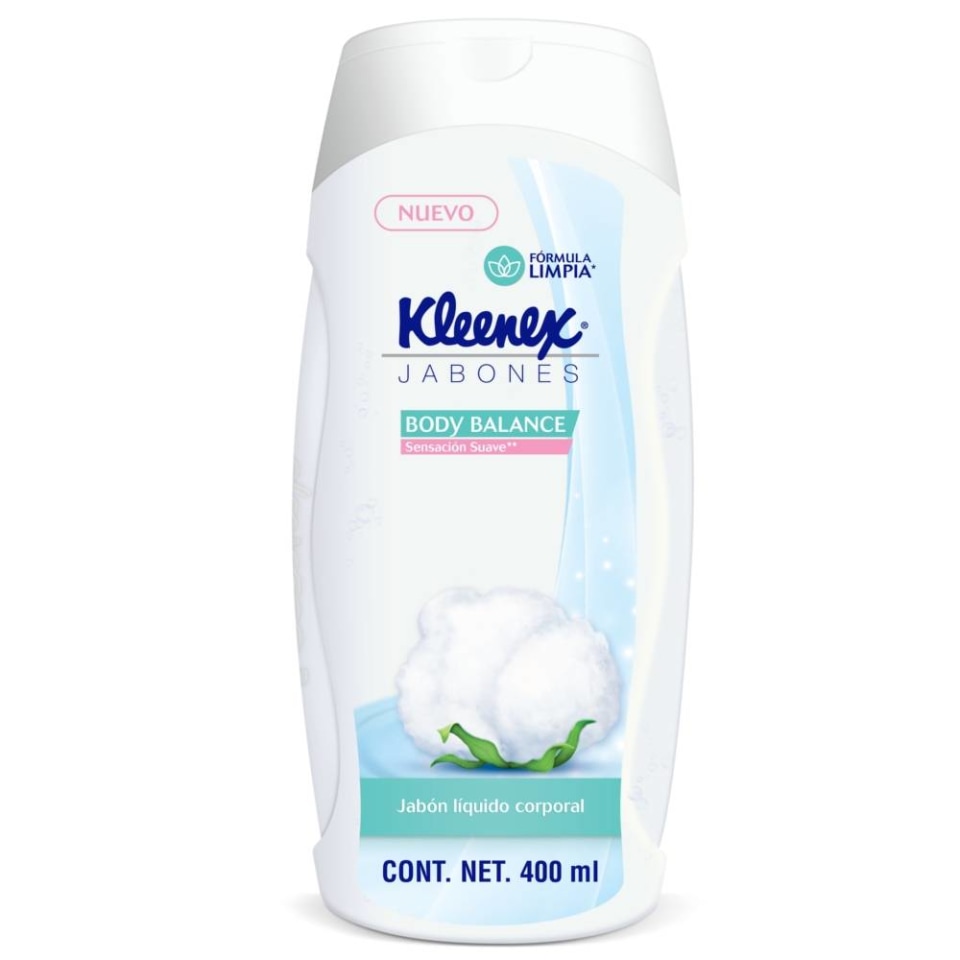 NUEVO
FÓRMULA
LIMPIA*
Kleenex®
JABONES
BODY BALANCE
Sensación Suave**
Jabón líquido corporal
CONT. NET. 400 ml